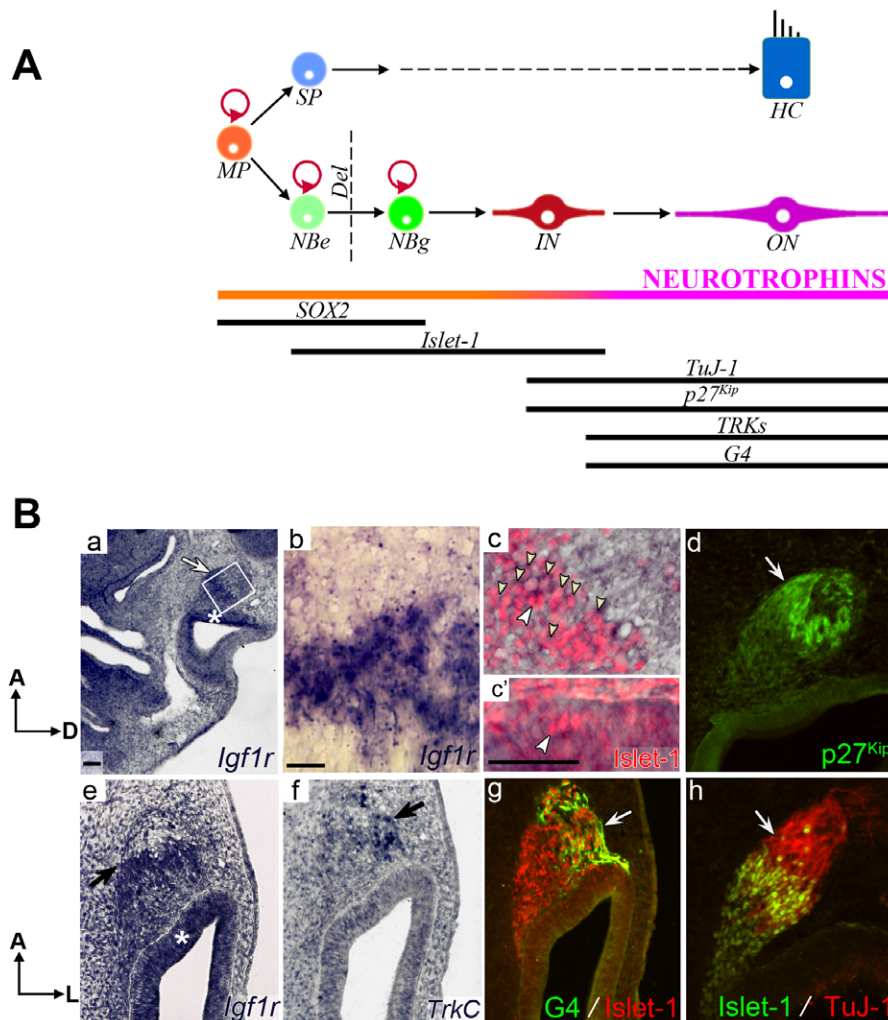 A
SP
HC
MP
Del
NBe
NBg
IN
ON
NEUROTROPHINS
SOX2
Islet-1
TuJ-1
p27Kip
TRKs
G4
B
a
b
c
d
A
D
Igf1r
Igf1r
c'
Islet-1
p27Kip
e
f
g
h
A
L
Igf1r
TrkC
G4 / Islet-1
Islet-1 / TuJ-1